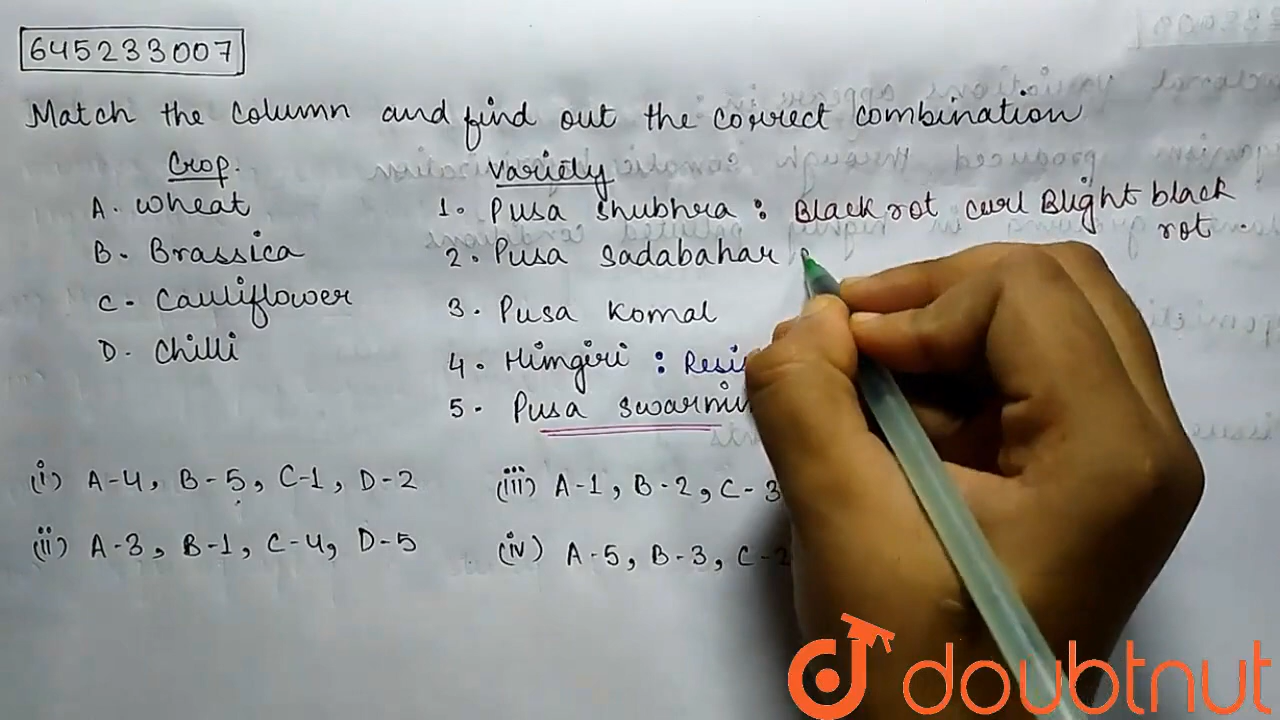 645233007
Match the column and find out the correct combination
Crop. Variety
A. Wheat 1. Pusa Shubhra : Black rot curl Blight black rot.
B. Brassica 2. Pusa Sadabahar
C- Cauliflower 3. Pusa Komal
D. Chilli 4. Himgiri :
5. Pusa
(i) A-4, B-5, C-1, D-2 (iii) A-1, B-2, C-3
(ii) A-3, B-1, C-4, D-5 (iv) A-5, B-3, C-2
doubtnut